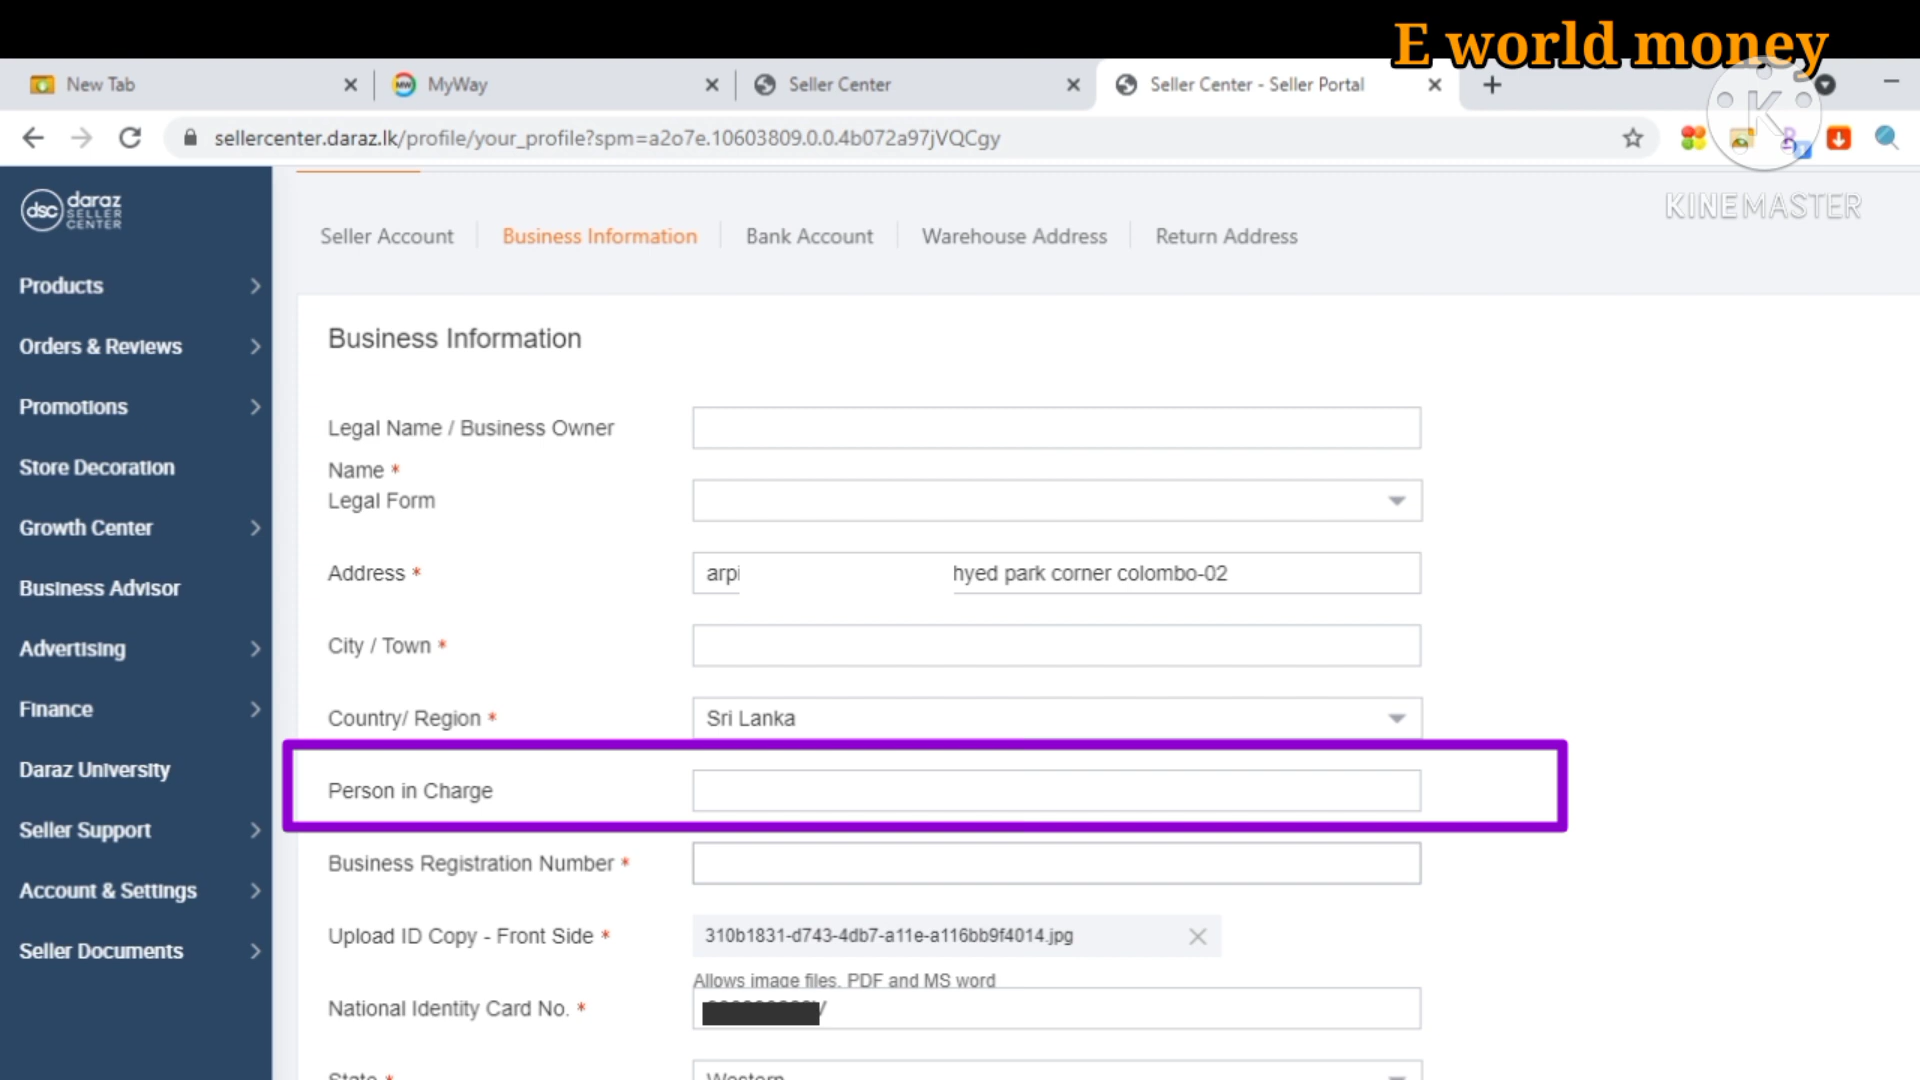 E world money
New Tab
MyWay
Seller Center
Seller Center - Seller Portal
sellercenter.daraz.lk/profile/your_profile?spm=a2o7e.10603809.0.0.4b072a97jVQCgy
K
KINEMASTER
dsc daraz
SELLER
CENTER
Seller Account
Business Information
Bank Account
Warehouse Address
Return Address
Products
Orders & Reviews
Promotions
Store Decoration
Growth Center
Business Advisor
Advertising
Finance
Daraz University
Seller Support
Account & Settings
Seller Documents
Business Information
Legal Name / Business Owner
Name *
Legal Form
Address * arpi hyed park corner colombo-02
City / Town *
Country/ Region * Sri Lanka
Person in Charge
Business Registration Number *
Upload ID Copy - Front Side * 310b1831-d743-4db7-a11e-a116bb9f4014.jpg
Allows image files, PDF and MS word
National Identity Card No. *
State * Western